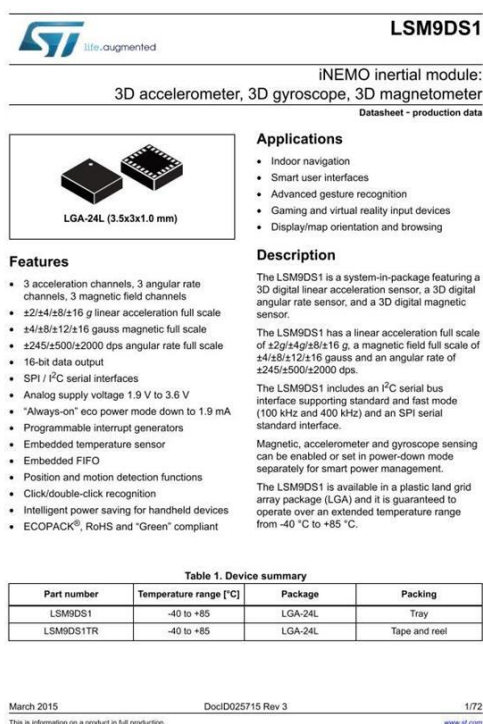 ST
life.augmented
LSM9DS1
iNEMO inertial module:
3D accelerometer, 3D gyroscope, 3D magnetometer
Datasheet - production data
LGA-24L (3.5x3x1.0 mm)
Features
• 3 acceleration channels, 3 angular rate
channels, 3 magnetic field channels
• ±2/±4/±8/±16 g linear acceleration full scale
• ±4/±8/±12/±16 gauss magnetic full scale
• ±245/±500/±2000 dps angular rate full scale
• 16-bit data output
• SPI / I²C serial interfaces
• Analog supply voltage 1.9 V to 3.6 V
• “Always-on” eco power mode down to 1.9 mA
• Programmable interrupt generators
• Embedded temperature sensor
• Embedded FIFO
• Position and motion detection functions
• Click/double-click recognition
• Intelligent power saving for handheld devices
• ECOPACK®, RoHS and “Green” compliant
Applications
• Indoor navigation
• Smart user interfaces
• Advanced gesture recognition
• Gaming and virtual reality input devices
• Display/map orientation and browsing
Description
The LSM9DS1 is a system-in-package featuring a
3D digital linear acceleration sensor, a 3D digital
angular rate sensor, and a 3D digital magnetic
sensor.
The LSM9DS1 has a linear acceleration full scale
of ±2g/±4g/±8/±16 g, a magnetic field full scale of
±4/±8/±12/±16 gauss and an angular rate of
±245/±500/±2000 dps.
The LSM9DS1 includes an I²C serial bus
interface supporting standard and fast mode
(100 kHz and 400 kHz) and an SPI serial
standard interface.
Magnetic, accelerometer and gyroscope sensing
can be enabled or set in power-down mode
separately for smart power management.
The LSM9DS1 is available in a plastic land grid
array package (LGA) and it is guaranteed to
operate over an extended temperature range
from -40 °C to +85 °C.
Table 1. Device summary
Part number Temperature range [°C] Package Packing
LSM9DS1 -40 to +85 LGA-24L Tray
LSM9DS1TR -40 to +85 LGA-24L Tape and reel
March 2015 DocID025715 Rev 3 1/72
This is information on a product in full production. www.st.com